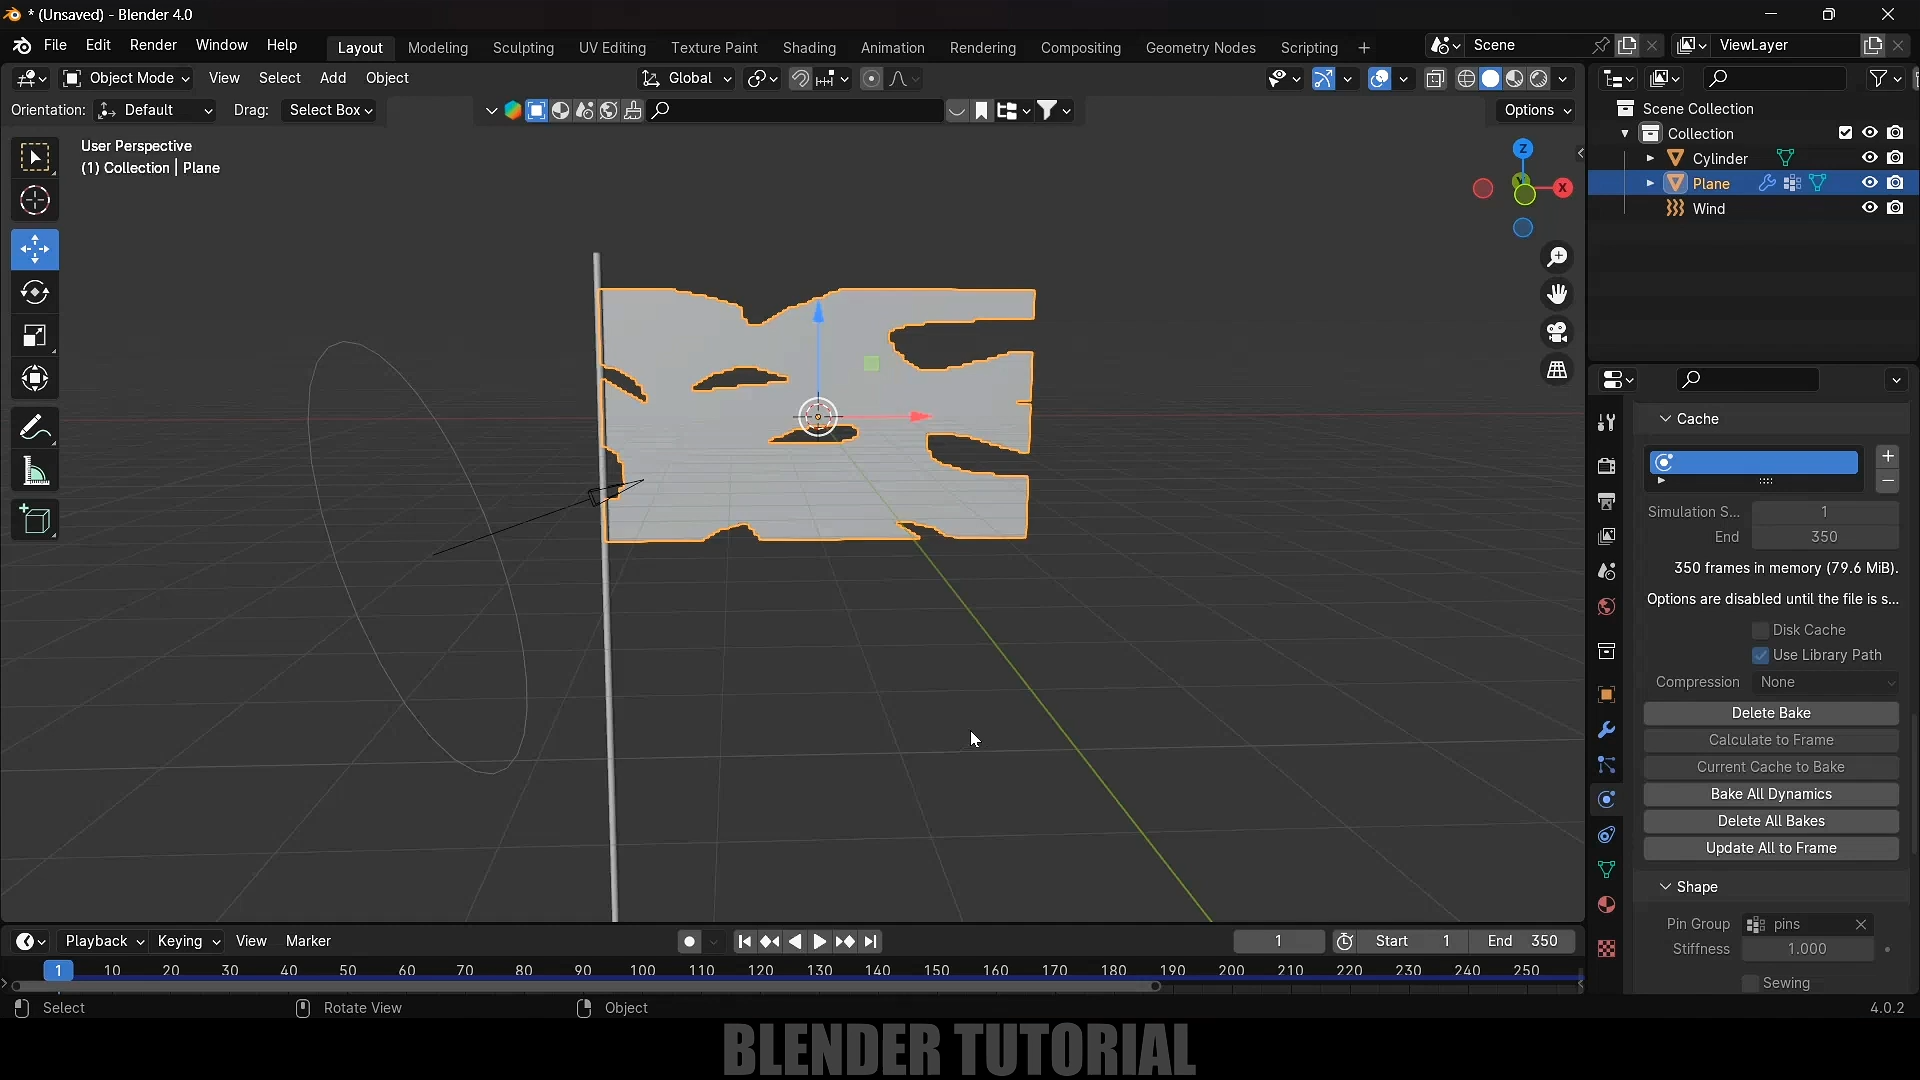 * (Unsaved) - Blender 4.0
File Edit Render Window Help Layout Modeling Sculpting UV Editing Texture Paint Shading Animation Rendering Compositing Geometry Nodes Scripting + Scene ViewLayer
Object Mode View Select Add Object Global
Orientation: Default Drag: Select Box Options
User Perspective
(1) Collection | Plane
Z
Y
X
Scene Collection
Collection
Cylinder
Plane
Wind
Cache
Simulation S... 1
End 350
350 frames in memory (79.6 MiB).
Options are disabled until the file is s...
Disk Cache
Use Library Path
Compression None
Delete Bake
Calculate to Frame
Current Cache to Bake
Bake All Dynamics
Delete All Bakes
Update All to Frame
Shape
Pin Group pins
Stiffness 1.000
Sewing
Playback Keying View Marker 1 Start 1 End 350
1 10 20 30 40 50 60 70 80 90 100 110 120 130 140 150 160 170 180 190 200 210 220 230 240 250
Select Rotate View Object 4.0.2
BLENDER TUTORIAL